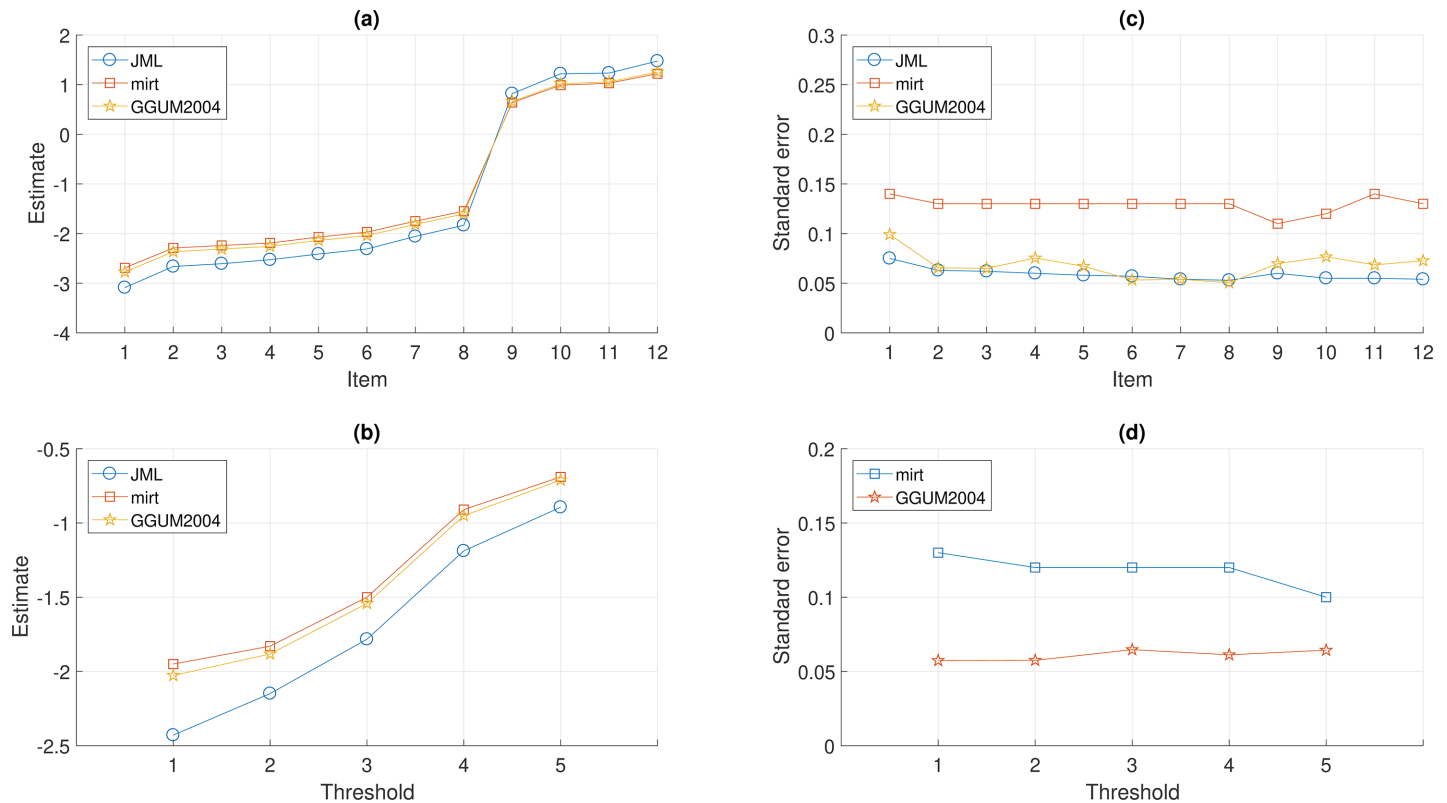 (a)
2
1
0
-1
-2
-3
-4
Estimate
JML
mirt
GGUM2004
1 2 3 4 5 6 7 8 9 10 11 12
Item
(c)
0.3
0.25
0.2
0.15
0.1
0.05
0
Standard error
JML
mirt
GGUM2004
1 2 3 4 5 6 7 8 9 10 11 12
Item
(b)
-0.5
-1
-1.5
-2
-2.5
Estimate
JML
mirt
GGUM2004
1 2 3 4 5
Threshold
(d)
0.2
0.15
0.1
0.05
0
Standard error
mirt
GGUM2004
1 2 3 4 5
Threshold